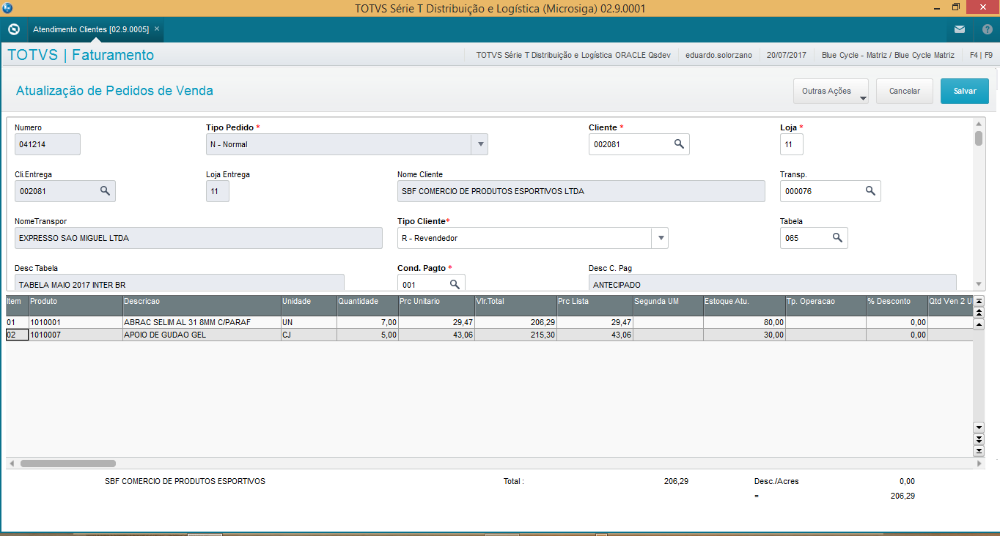 TOTVS Série T Distribuição e Logística (Microsiga) 02.9.0001
Atendimento Clientes [02.9.0005] ×
TOTVS | Faturamento
TOTVS Série T Distribuição e Logística ORACLE Qsdev
eduardo.solorzano
20/07/2017
Blue Cycle - Matriz / Blue Cycle Matriz
F4 | F9
Atualização de Pedidos de Venda
Outras Ações
Cancelar
Salvar
Numero
Tipo Pedido *
Cliente *
Loja *
041214
N - Normal
002081
11
Cli.Entrega
Loja Entrega
Nome Cliente
Transp.
002081
11
SBF COMERCIO DE PRODUTOS ESPORTIVOS LTDA
000076
NomeTranspor
Tipo Cliente*
Tabela
EXPRESSO SAO MIGUEL LTDA
R - Revendedor
065
Desc Tabela
Cond. Pagto *
Desc C. Pag
TABELA MAIO 2017 INTER BR
001
ANTECIPADO
Item Produto Descricao Unidade Quantidade Prc Unitario Vlr.Total Prc Lista Segunda UM Estoque Atu. Tp. Operacao % Desconto Qtd Ven 2 U
01 1010001 ABRAC SELIM AL 31 8MM C/PARAF UN 7,00 29,47 206,29 29,47 80,00 0,00
02 1010007 APOIO DE GUDAO GEL CJ 5,00 43,06 215,30 43,06 30,00 0,00
SBF COMERCIO DE PRODUTOS ESPORTIVOS Total : 206,29 Desc./Acres 0,00
= 206,29